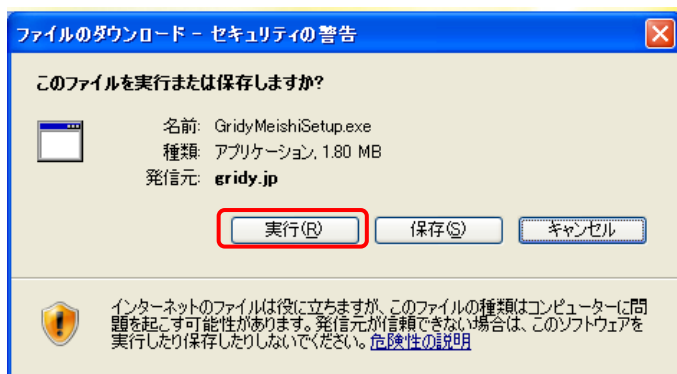 ファイルのダウンロード - セキュリティの警告
このファイルを実行または保存しますか?
名前: GridyMeishiSetup.exe
種類: アプリケーション, 1.80 MB
発信元: gridy.jp
実行(R) 保存(S) キャンセル
インターネットのファイルは役に立ちますが、このファイルの種類はコンピューターに問
題を起こす可能性があります。発信元が信頼できない場合は、このソフトウェアを
実行したり保存したりしないでください。危険性の説明